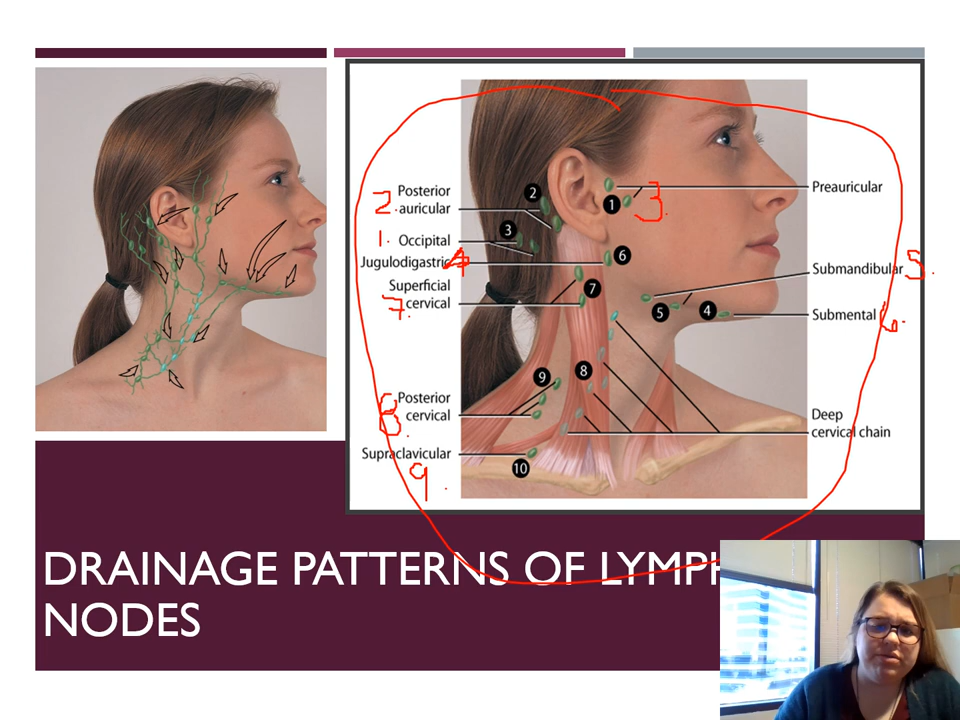 2. Posterior
auricular
1. Occipital
Jugulodigastric 4
Superficial
cervical
7.
Posterior
8. cervical
Supraclavicular
9.
2
3
1
3
6
7
5
4
9
8
10
Preauricular
Submandibular 5.
Submental 6.
Deep
cervical chain
DRAINAGE PATTERNS OF LYMPH
NODES